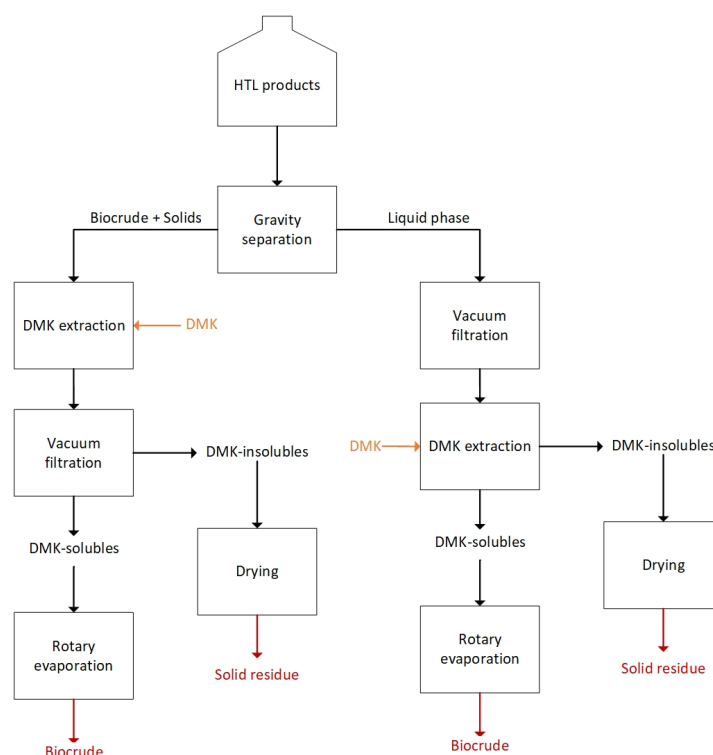 HTL products
Gravity
separation
Biocrude + Solids
Liquid phase
DMK extraction
DMK
Vacuum
filtration
Vacuum
filtration
DMK-insolubles
DMK
DMK extraction
DMK-insolubles
DMK-solubles
Drying
DMK-solubles
Drying
Rotary
evaporation
Solid residue
Rotary
evaporation
Solid residue
Biocrude
Biocrude